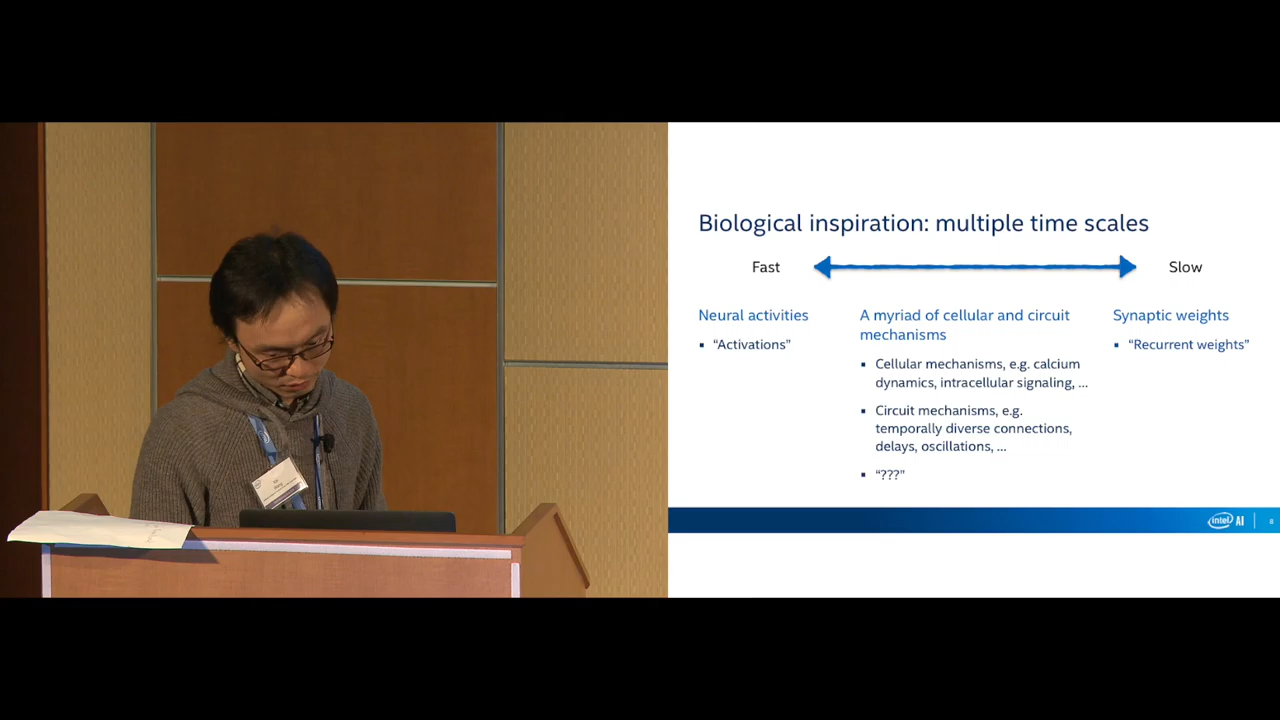 Biological inspiration: multiple time scales
Fast
Slow
Neural activities
▪ “Activations”
A myriad of cellular and circuit
mechanisms
▪ Cellular mechanisms, e.g. calcium
dynamics, intracellular signaling, ...
▪ Circuit mechanisms, e.g.
temporally diverse connections,
delays, oscillations, ...
▪ “???”
Synaptic weights
▪ “Recurrent weights”
intel AI
8